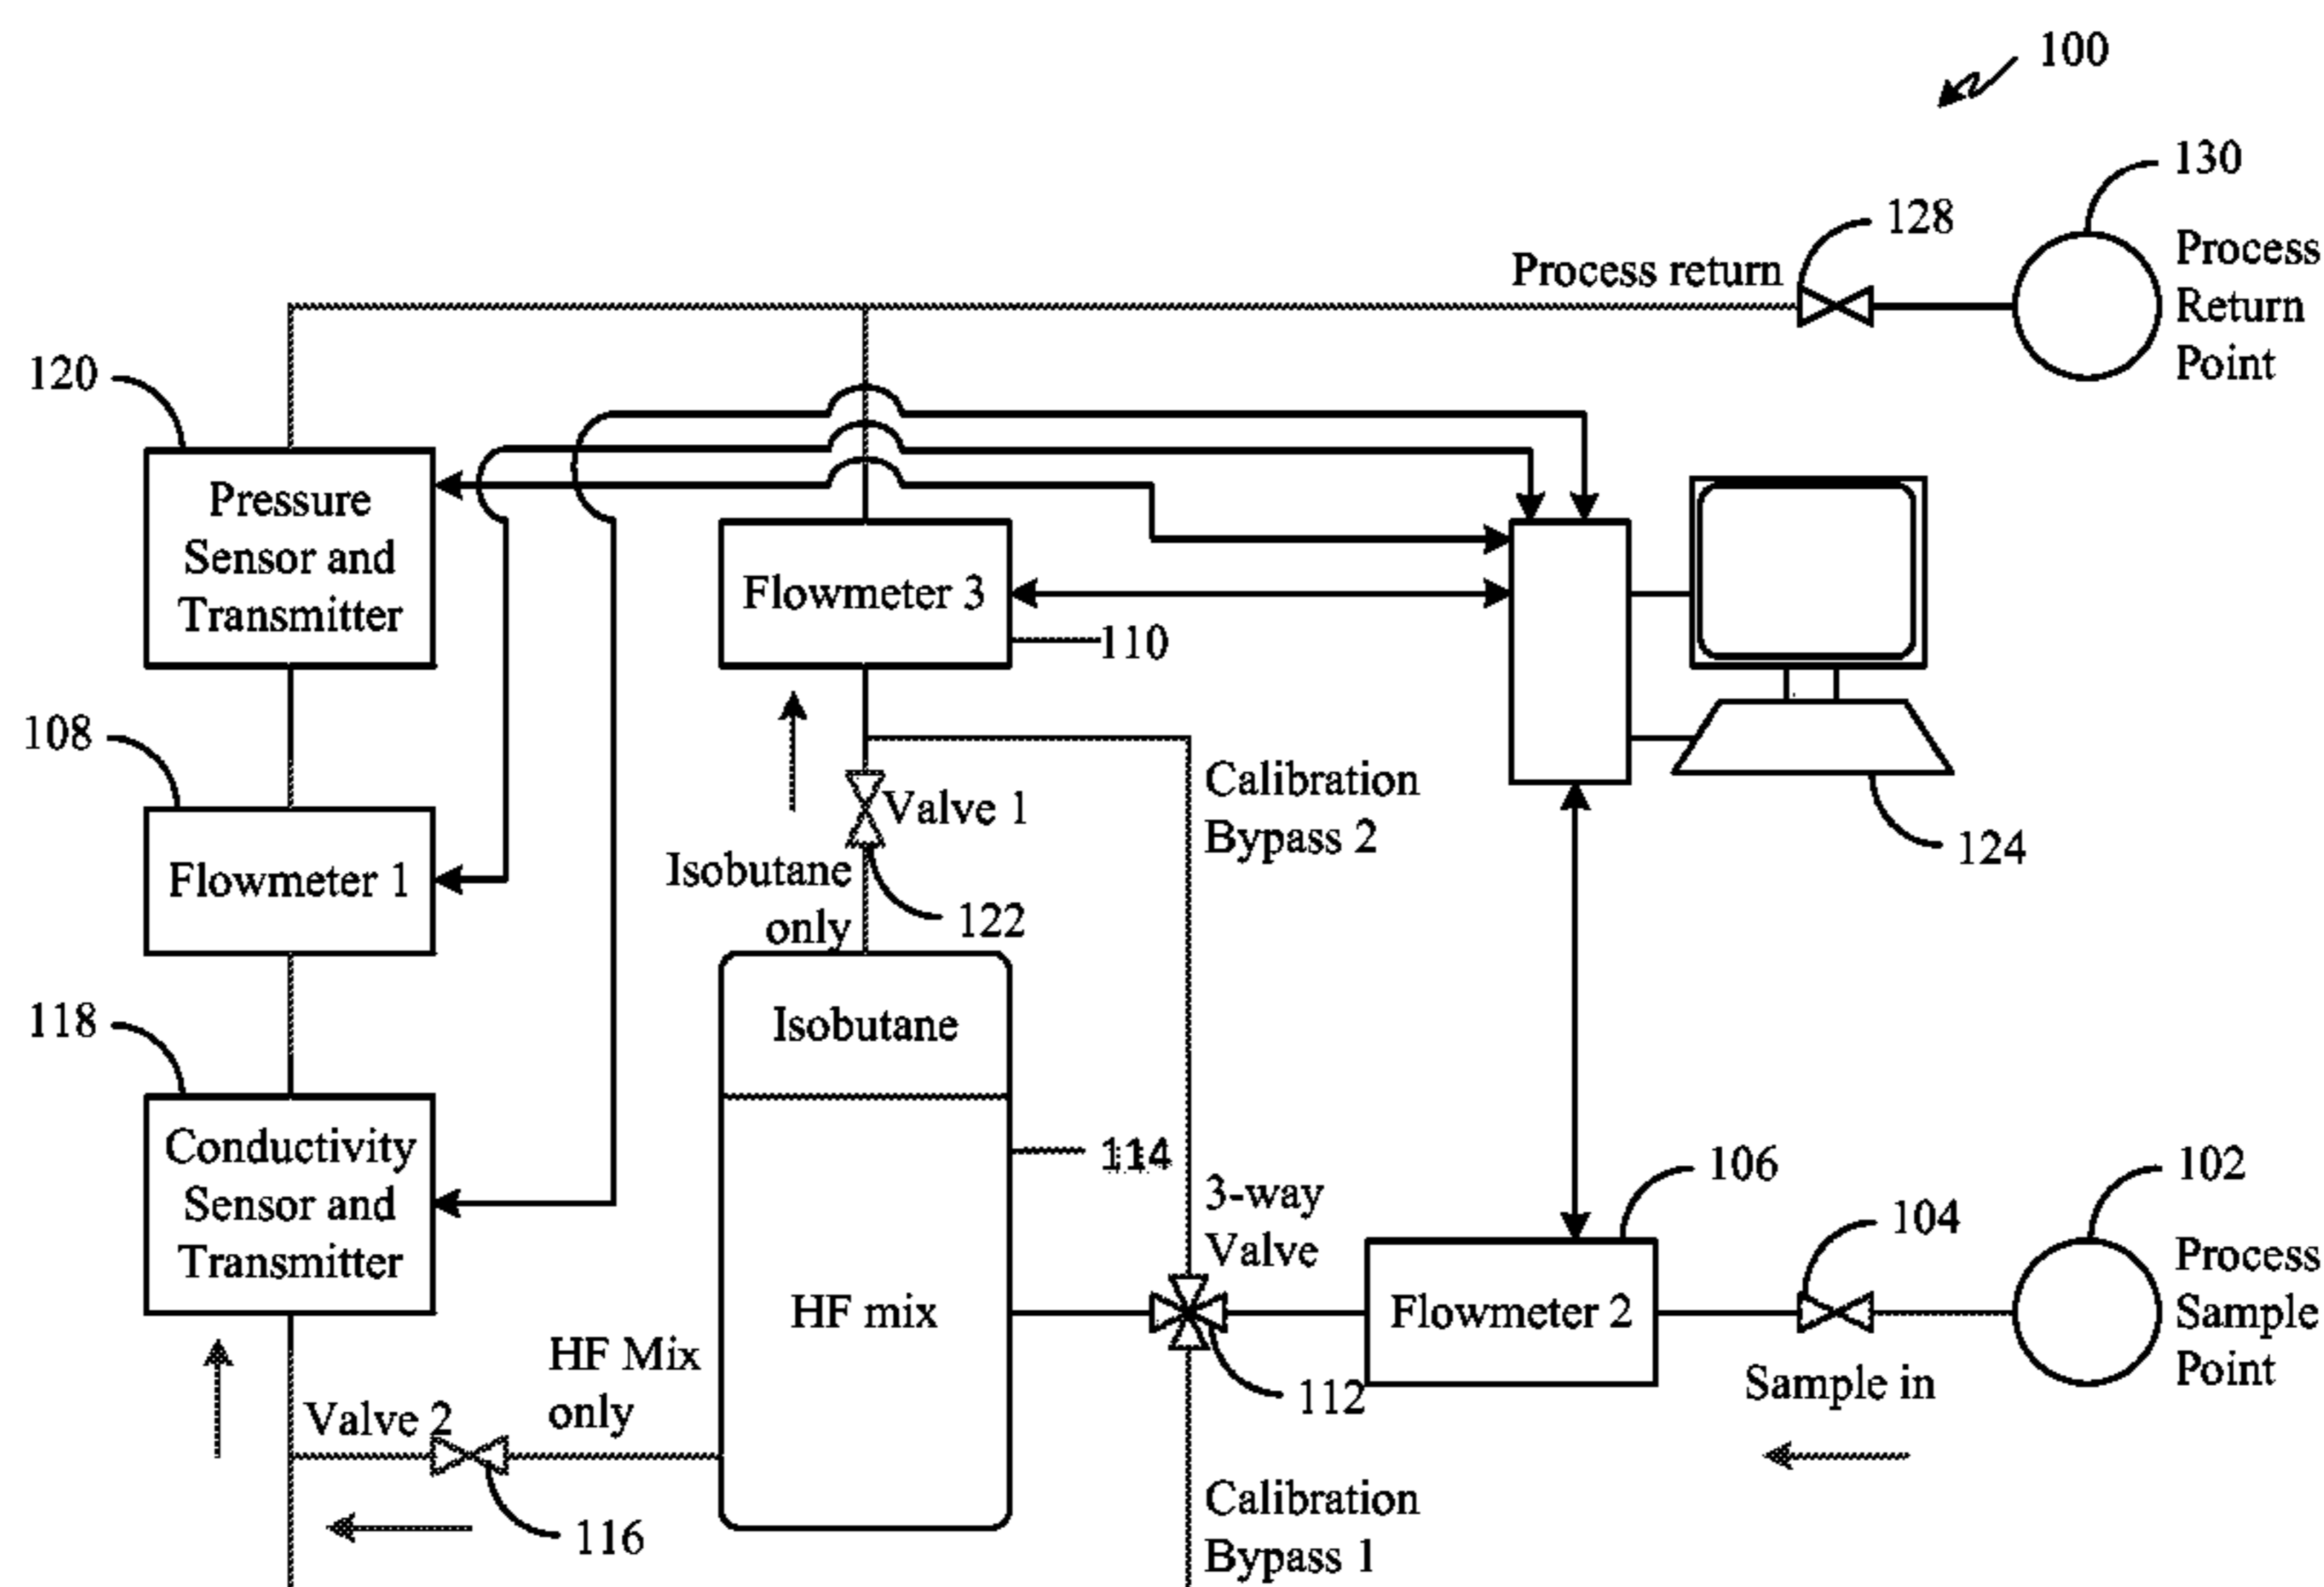 100
130
128
Process
Return
Point
Process return
120
Pressure
Sensor and
Transmitter
Flowmeter 3
110
108
Flowmeter 1
Valve 1
Calibration
Bypass 2
124
Isobutane
only
122
118
Isobutane
Conductivity
Sensor and
Transmitter
114
HF mix
3-way
Valve
106
102
104
Flowmeter 2
Process
Sample
Point
112
Sample in
HF Mix
only
Valve 2
116
Calibration
Bypass 1